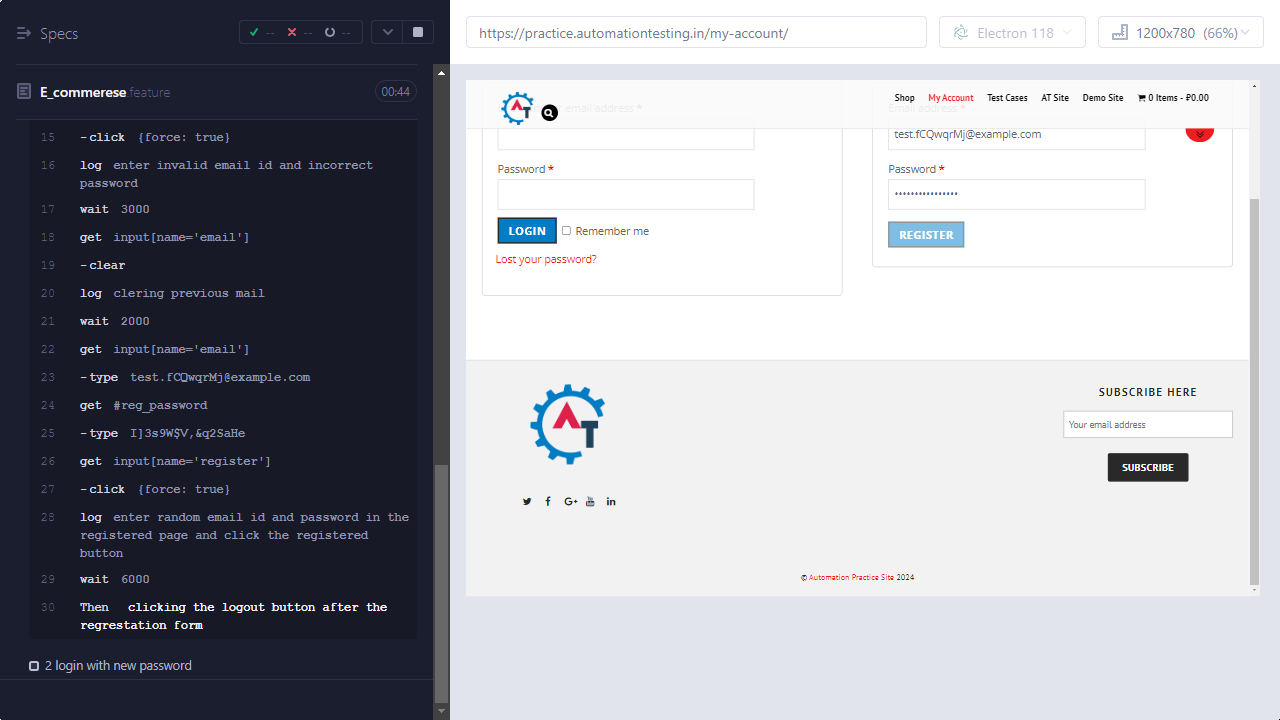 Specs
--
--
--
https://practice.automationtesting.in/my-account/
Electron 118
1200x780 (66%)
E_commerese feature
00:44
15 -click {force: true}
16 log enter invalid email id and incorrect
password
17 wait 3000
18 get input[name='email']
19 -clear
20 log clering previous mail
21 wait 2000
22 get input[name='email']
23 -type test.fCQwqrMj@example.com
24 get #reg_password
25 -type I]3s9W$V,&q2SaHe
26 get input[name='register']
27 -click {force: true}
28 log enter random email id and password in the
registered page and click the registered
button
29 wait 6000
30 Then clicking the logout button after the
regrestation form
2 login with new password
AT
Shop
My Account
Test Cases
AT Site
Demo Site
0 Items - ₽0.00
email address *
Password *
LOGIN
Remember me
Lost your password?
Email address *
test.fCQwqrMj@example.com
Password *
••••••••••••••••
REGISTER
AT
SUBSCRIBE HERE
Your email address
SUBSCRIBE
© Automation Practice Site 2024